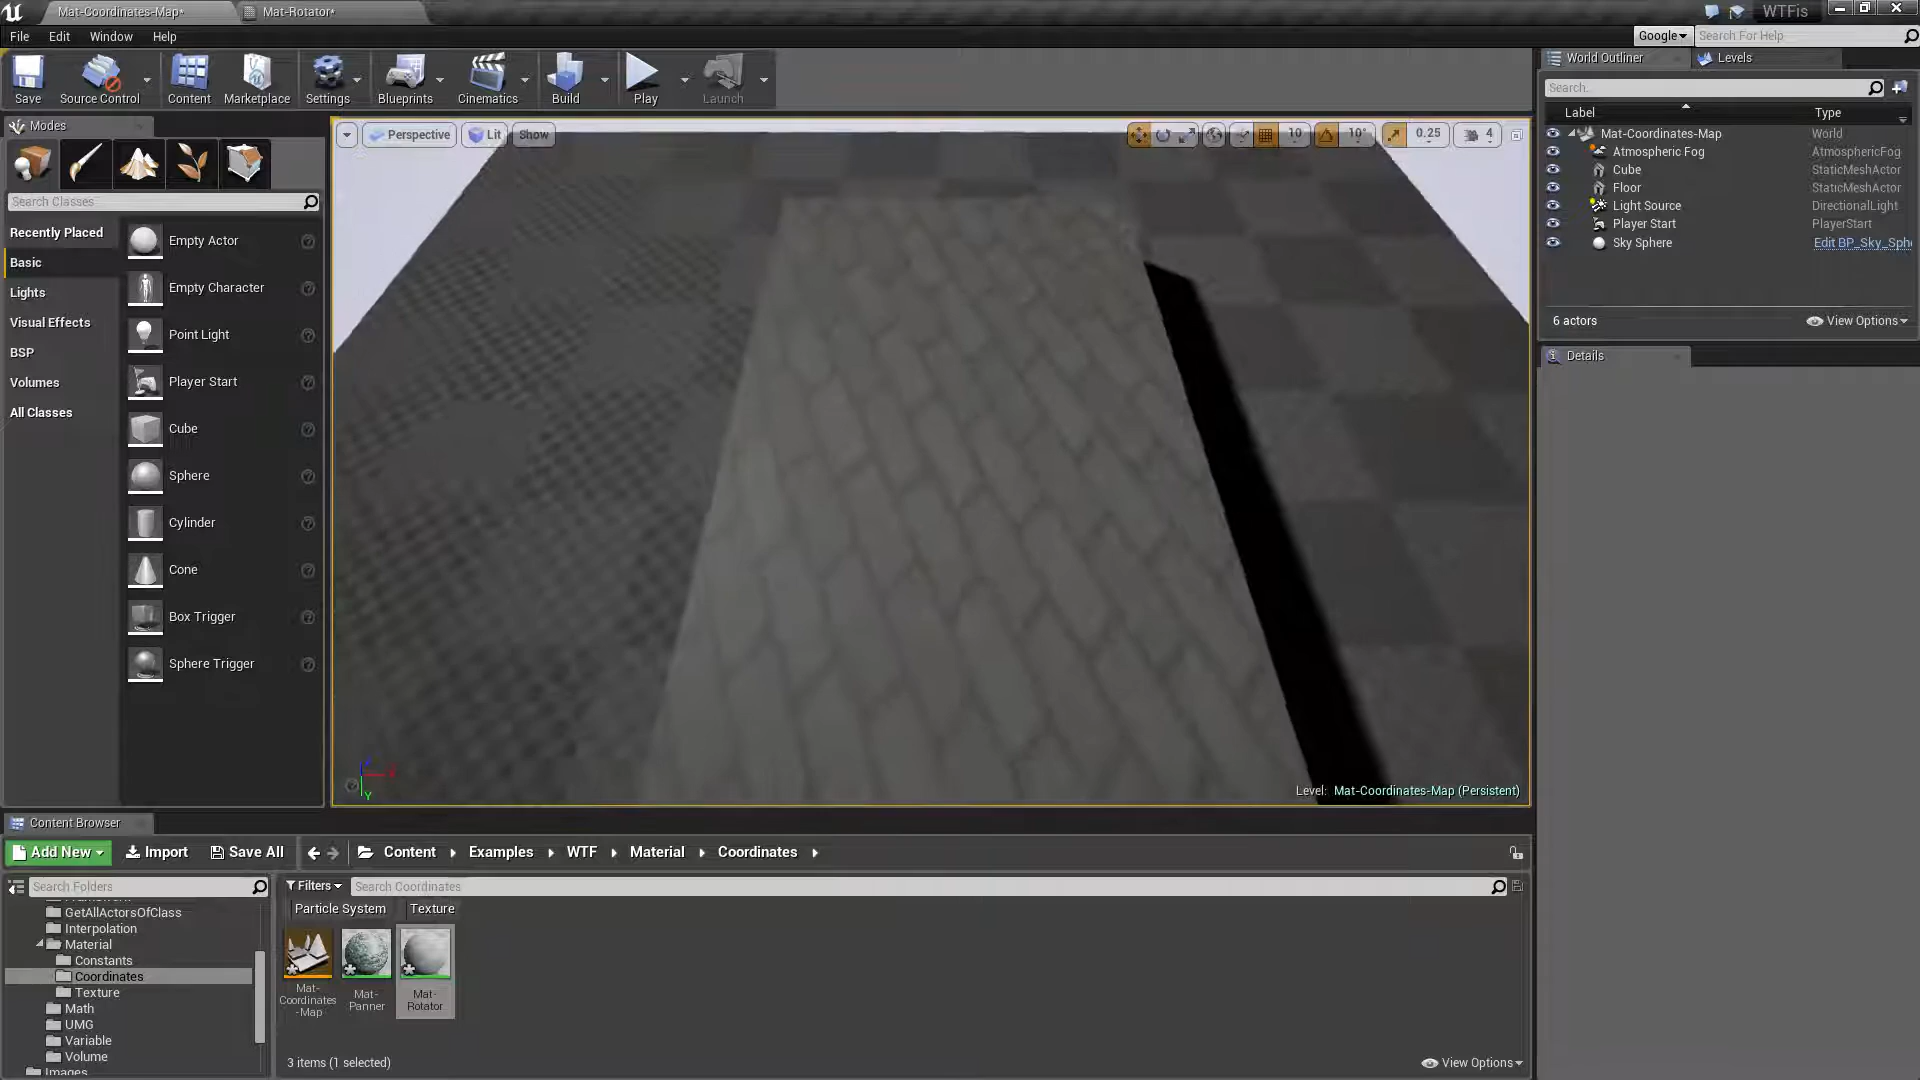 Mat-Coordinates-Map*
Mat-Rotator*
WTFis
File Edit Window Help
Google
Search For Help
Save
Source Control
Content
Marketplace
Settings
Blueprints
Cinematics
Build
Play
Launch
Modes
Search Classes
Recently Placed
Basic
Lights
Visual Effects
BSP
Volumes
All Classes
Empty Actor
Empty Character
Point Light
Player Start
Cube
Sphere
Cylinder
Cone
Box Trigger
Sphere Trigger
Perspective
Lit
Show
10
10°
0.25
4
Y
Level: Mat-Coordinates-Map (Persistent)
World Outliner
Levels
Search...
Label Type
Mat-Coordinates-Map World
Atmospheric Fog AtmosphericFog
Cube StaticMeshActor
Floor StaticMeshActor
Light Source DirectionalLight
Player Start PlayerStart
Sky Sphere Edit BP_Sky_Sph
6 actors
View Options
Details
Content Browser
Add New
Import
Save All
Content
Examples
WTF
Material
Coordinates
Search Folders
GetAllActorsOfClass
Interpolation
Material
Constants
Coordinates
Texture
Math
UMG
Variable
Volume
Images
Filters
Search Coordinates
Particle System
Texture
Mat-
Coordinates
-Map
Mat-
Panner
Mat-
Rotator
3 items (1 selected)
View Options